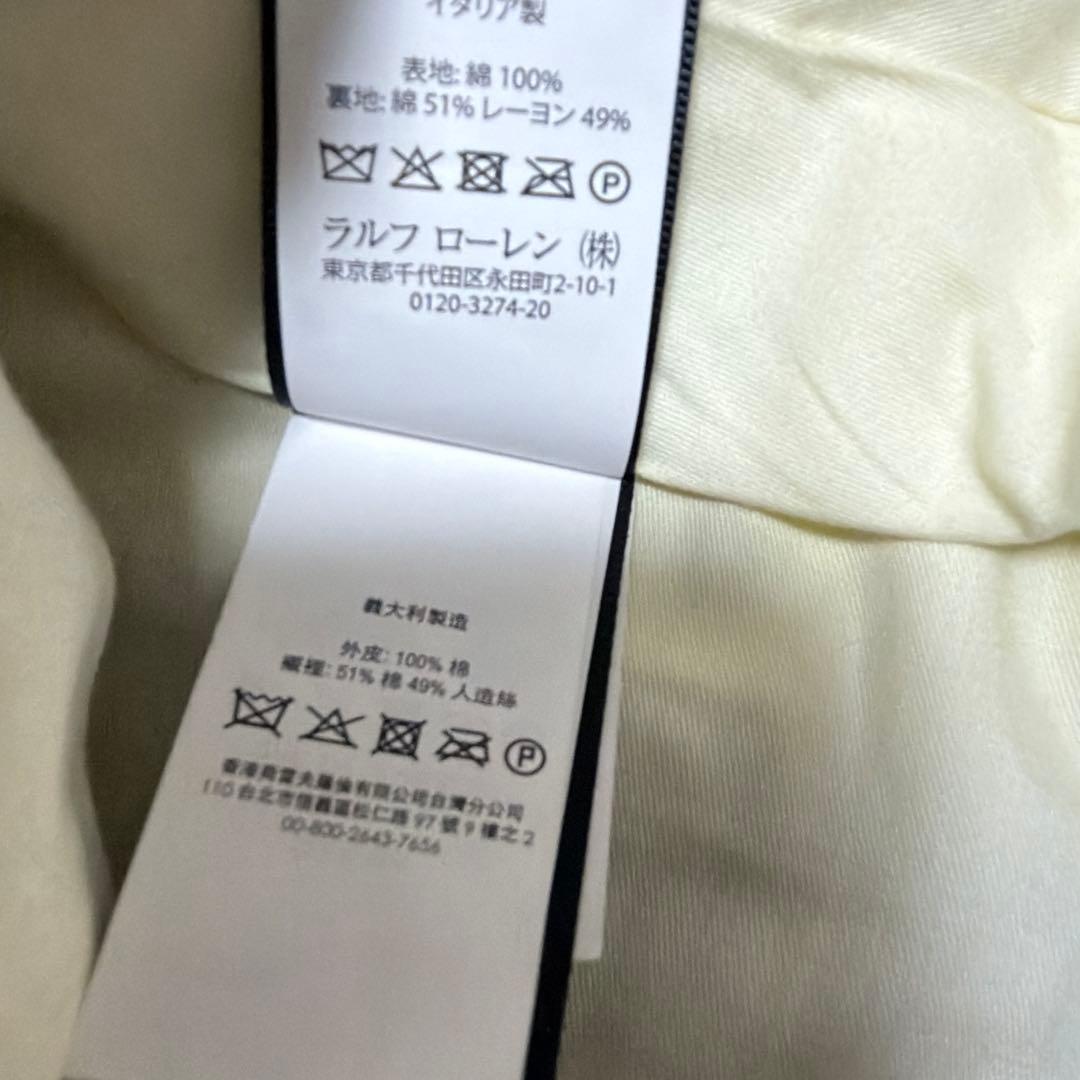 イタリア製
表地: 綿 100%
裏地: 綿 51% レーヨン 49%
P
ラルフ ローレン (株)
東京都千代田区永田町2-10-1
0120-3274-20
義大利製造
外皮: 100% 棉
襯裡: 51% 棉 49% 人造絲
P
香港商雷夫羅倫有限公司台灣分公司
110 台北市信義區松仁路 97 號 9 樓之 2
00-800-2643-7656